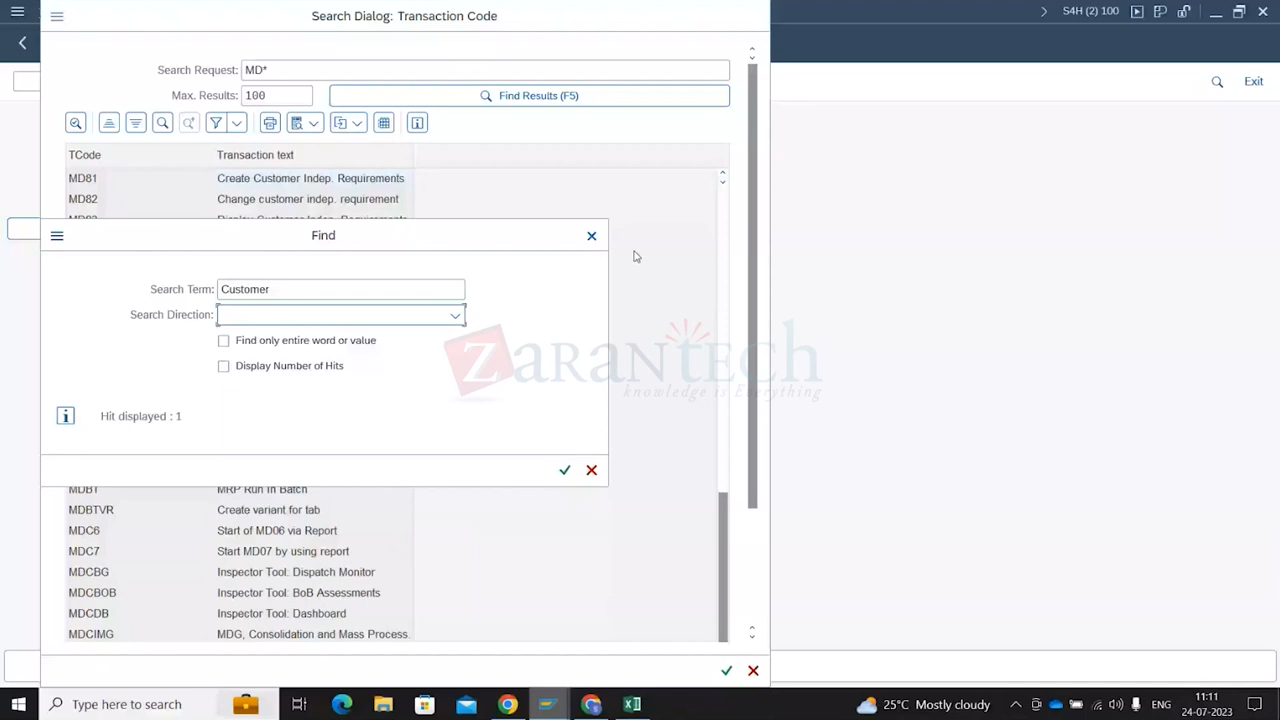 Search Dialog: Transaction Code
S4H (2) 100
Exit
Search Request: MD*
Max. Results: 100
Find Results (F5)
TCode Transaction text
MD81 Create Customer Indep. Requirements
MD82 Change customer indep. requirement
Find
Search Term: Customer
Search Direction:
Find only entire word or value
Display Number of Hits
Hit displayed : 1
zaranTech
knowledge is Everything
MDBT MRP Run In Batch
MDBTVR Create variant for tab
MDC6 Start of MD06 via Report
MDC7 Start MD07 by using report
MDCBG Inspector Tool: Dispatch Monitor
MDCBOB Inspector Tool: BoB Assessments
MDCDB Inspector Tool: Dashboard
MDCIMG MDG, Consolidation and Mass Process.
Type here to search
25°C Mostly cloudy
ENG
11:11
24-07-2023